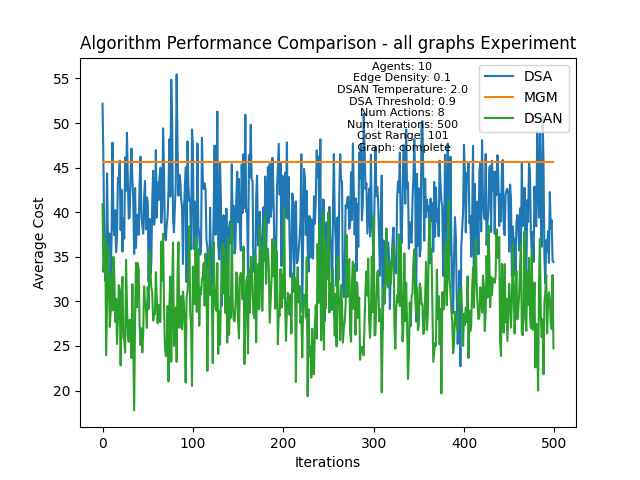 Algorithm Performance Comparison - all graphs Experiment
Agents: 10
Edge Density: 0.1
DSAN Temperature: 2.0
DSA Threshold: 0.9
Num Actions: 8
Num Iterations: 500
Cost Range: 101
Graph: complete
DSA
MGM
DSAN
Average Cost
55
50
45
40
35
30
25
20
0
100
200
300
400
500
Iterations